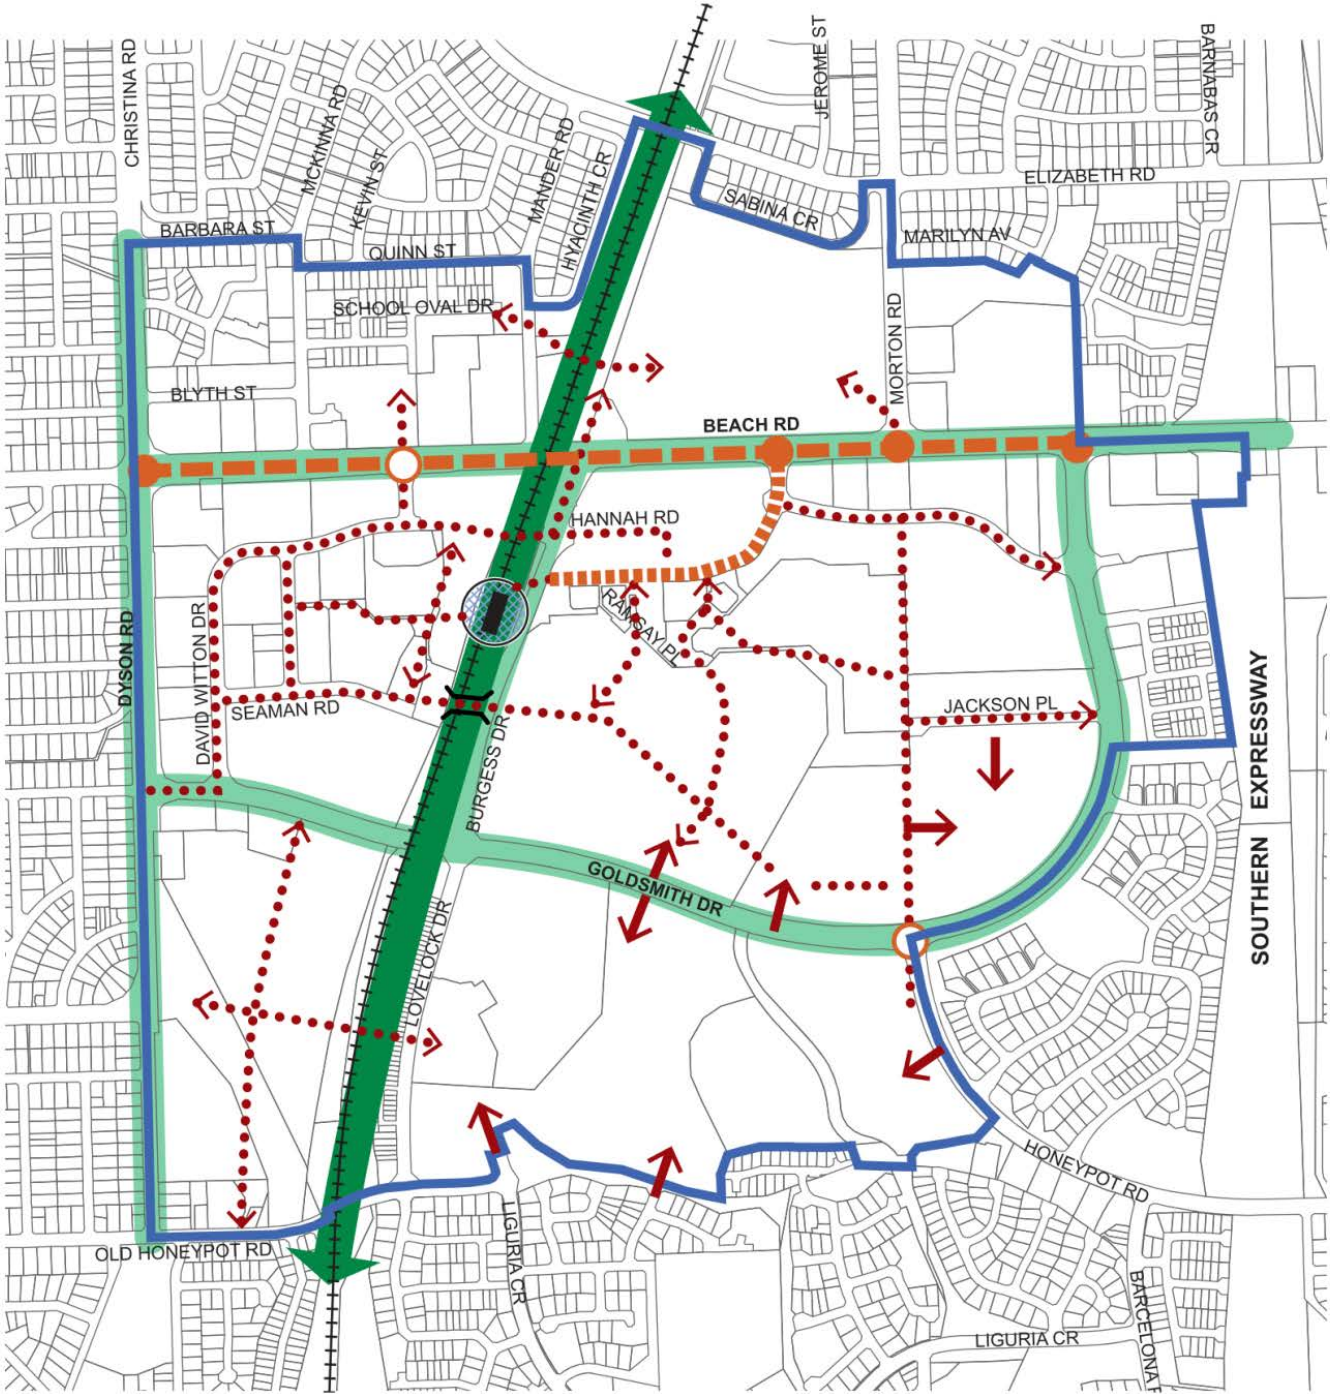 CHRISTINA RD
MCKINNA RD
KEVIN ST
MANDER RD
HYACINTH CR
JEROME ST
BARNABAS CR
ELIZABETH RD
SABINA CR
BARBARA ST
QUINN ST
MARILYN AV
SCHOOL OVAL DR
MORTON RD
BLYTH ST
BEACH RD
HANNAH RD
RAMSAY PL
DYSON RD
DAVID WITTON DR
SEAMAN RD
JACKSON PL
BURGESS DR
SOUTHERN EXPRESSWAY
GOLDSMITH DR
LOVELOCK DR
HONEYPOT RD
OLD HONEYPOT RD
LIGURIA CR
LIGURIA CR
BARCELONA